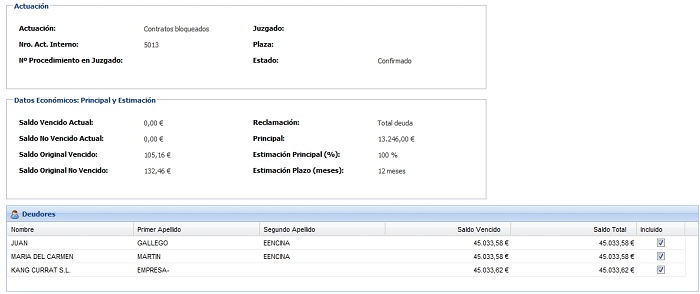 Actuación
Actuación: Contratos bloqueados Juzgado:
Nro. Act. Interno: 5013 Plaza:
Nº Procedimiento en Juzgado: Estado: Confirmado
Datos Económicos: Principal y Estimación
Saldo Vencido Actual: 0,00 € Reclamación: Total deuda
Saldo No Vencido Actual: 0,00 € Principal: 13.246,00 €
Saldo Original Vencido: 105,16 € Estimación Principal (%): 100 %
Saldo Original No Vencido: 132,46 € Estimación Plazo (meses): 12 meses
Deudores
Nombre Primer Apellido Segundo Apellido Saldo Vencido Saldo Total Incluido
JUAN GALLEGO EENCINA 45.033,58 € 45.033,58 €
MARIA DEL CARMEN MARTIN EENCINA 45.033,58 € 45.033,58 €
KANG CURRAT S.L. EMPRESA- 45.033,62 € 45.033,62 €